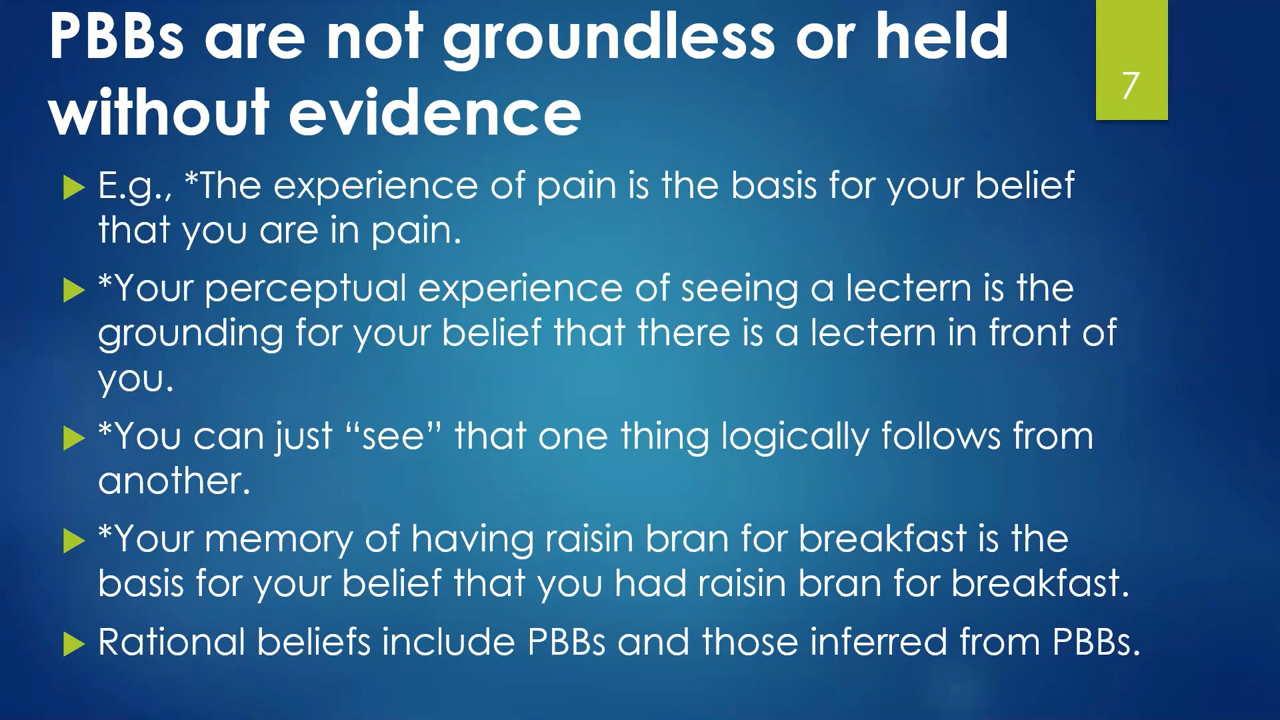 PBBs are not groundless or held
without evidence
7
E.g., *The experience of pain is the basis for your belief
that you are in pain.
*Your perceptual experience of seeing a lectern is the
grounding for your belief that there is a lectern in front of
you.
*You can just “see” that one thing logically follows from
another.
*Your memory of having raisin bran for breakfast is the
basis for your belief that you had raisin bran for breakfast.
Rational beliefs include PBBs and those inferred from PBBs.